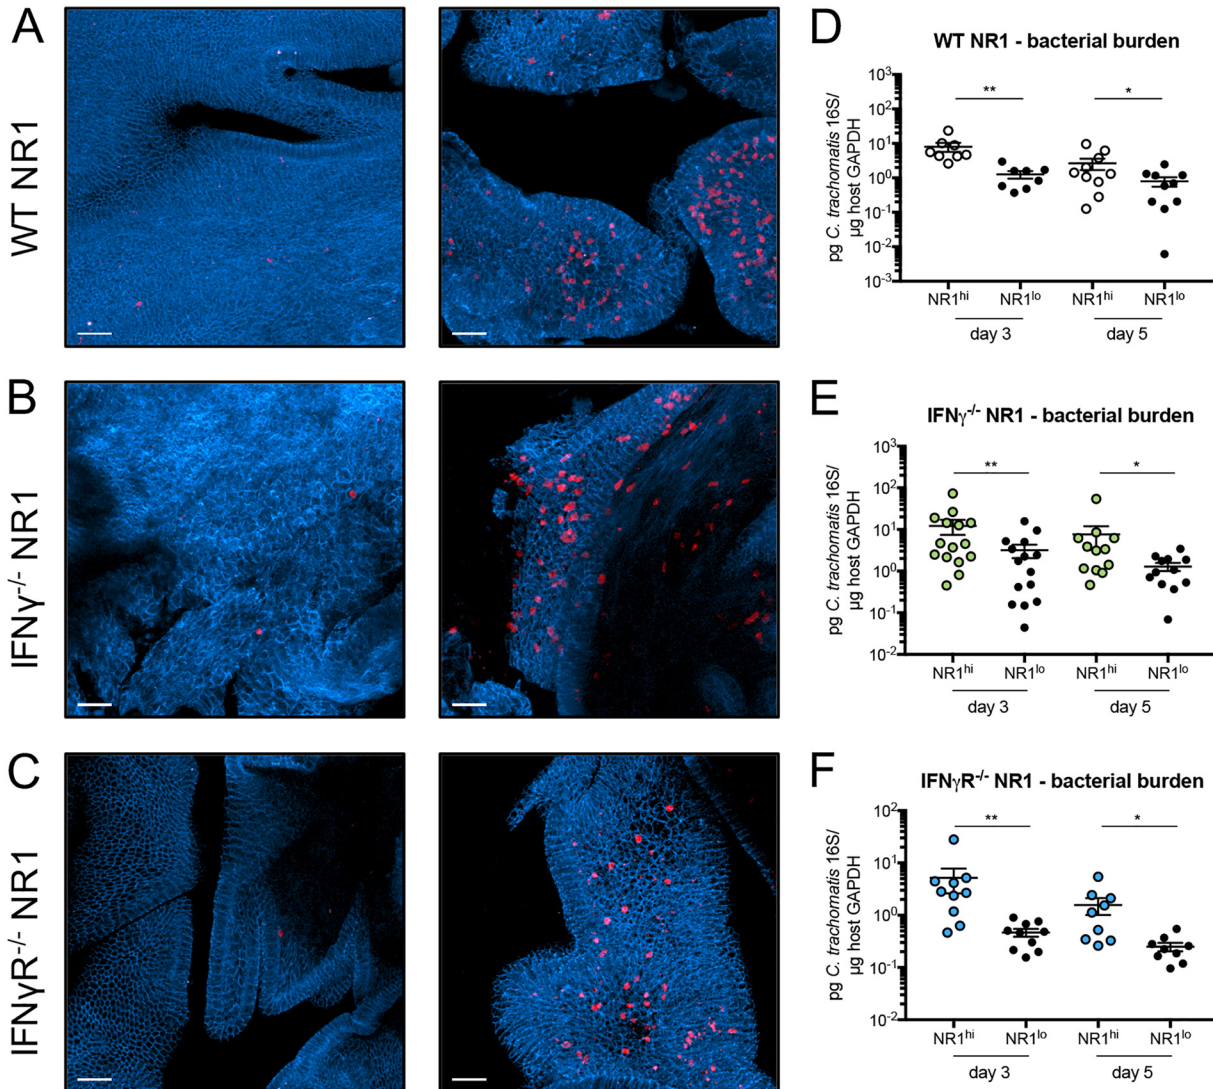 A
WT NR1
B
IFNγ-/- NR1
C
IFNγR-/- NR1
D
WT NR1 - bacterial burden
pg C. trachomatis 16S/
µg host GAPDH
10³
10²
10¹
10⁰
10⁻¹
10⁻²
10⁻³
**
*
NR1ʰⁱ NR1ˡᵒ NR1ʰⁱ NR1ˡᵒ
day 3 day 5
E
IFNγ-/- NR1 - bacterial burden
pg C. trachomatis 16S/
µg host GAPDH
10³
10²
10¹
10⁰
10⁻¹
10⁻²
**
*
NR1ʰⁱ NR1ˡᵒ NR1ʰⁱ NR1ˡᵒ
day 3 day 5
F
IFNγR-/- NR1 - bacterial burden
pg C. trachomatis 16S/
µg host GAPDH
10²
10¹
10⁰
10⁻¹
10⁻²
**
*
NR1ʰⁱ NR1ˡᵒ NR1ʰⁱ NR1ˡᵒ
day 3 day 5